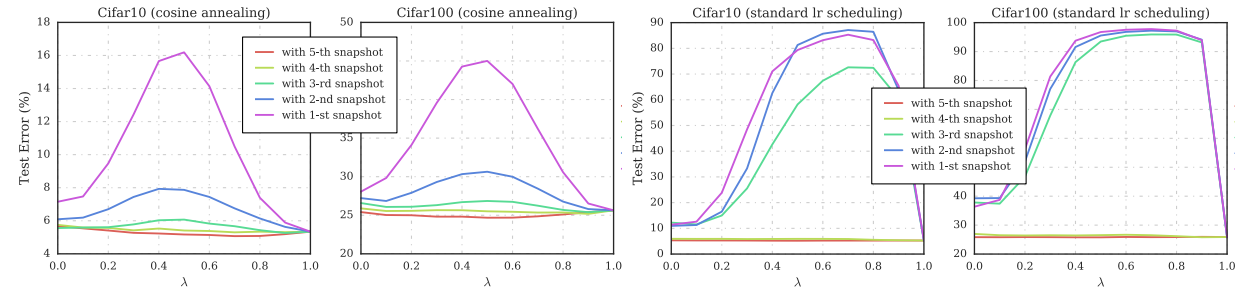 Cifar10 (cosine annealing)
Cifar100 (cosine annealing)
Cifar10 (standard lr scheduling)
Cifar100 (standard lr scheduling)
Test Error (%)
18
16
14
12
10
8
6
4
0.0 0.2 0.4 0.6 0.8 1.0
λ
with 5-th snapshot
with 4-th snapshot
with 3-rd snapshot
with 2-nd snapshot
with 1-st snapshot
50
35
30
25
20
0.0 0.2 0.4 0.6 0.8 1.0
λ
Test Error (%)
90
80
70
60
50
40
30
20
10
0
0.0 0.2 0.4 0.6 0.8 1.0
λ
with 5-th snapshot
with 4-th snapshot
with 3-rd snapshot
with 2-nd snapshot
with 1-st snapshot
100
90
80
40
30
20
0.0 0.2 0.4 0.6 0.8 1.0
λ